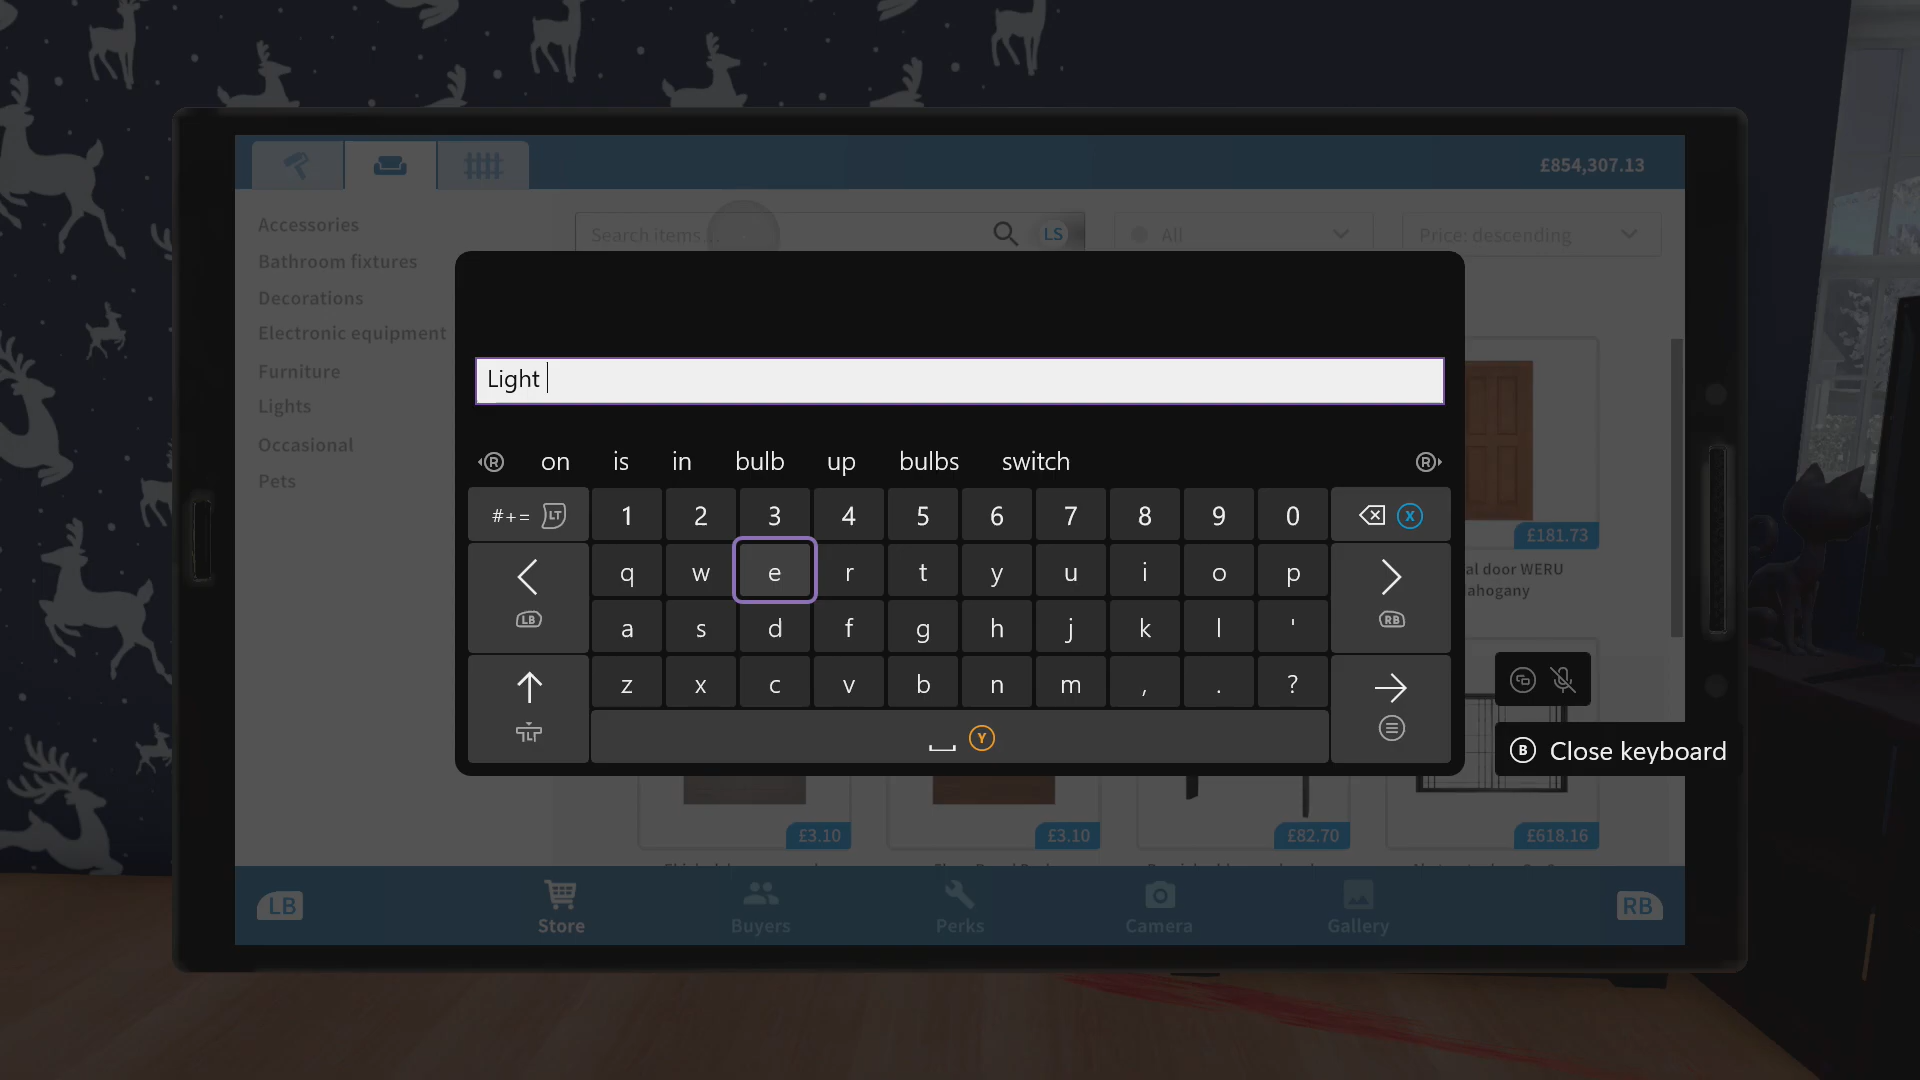 £854,307.13
Accessories
Bathroom fixtures
Decorations
Electronic equipment
Furniture
Lights
Occasional
Pets
Search items...
LS
All
Price: descending
Light
R on is in bulb up bulbs switch R
#+= LT 1 2 3 4 5 6 7 8 9 0 X
q w e r t y u i o p
LB RB
a s d f g h j k l '
z x c v b n m , . ?
Y
£181.73
al door WERU
ahogany
B Close keyboard
£3.10
£3.10
£82.70
£618.16
LB
Store
Buyers
Perks
Camera
Gallery
RB